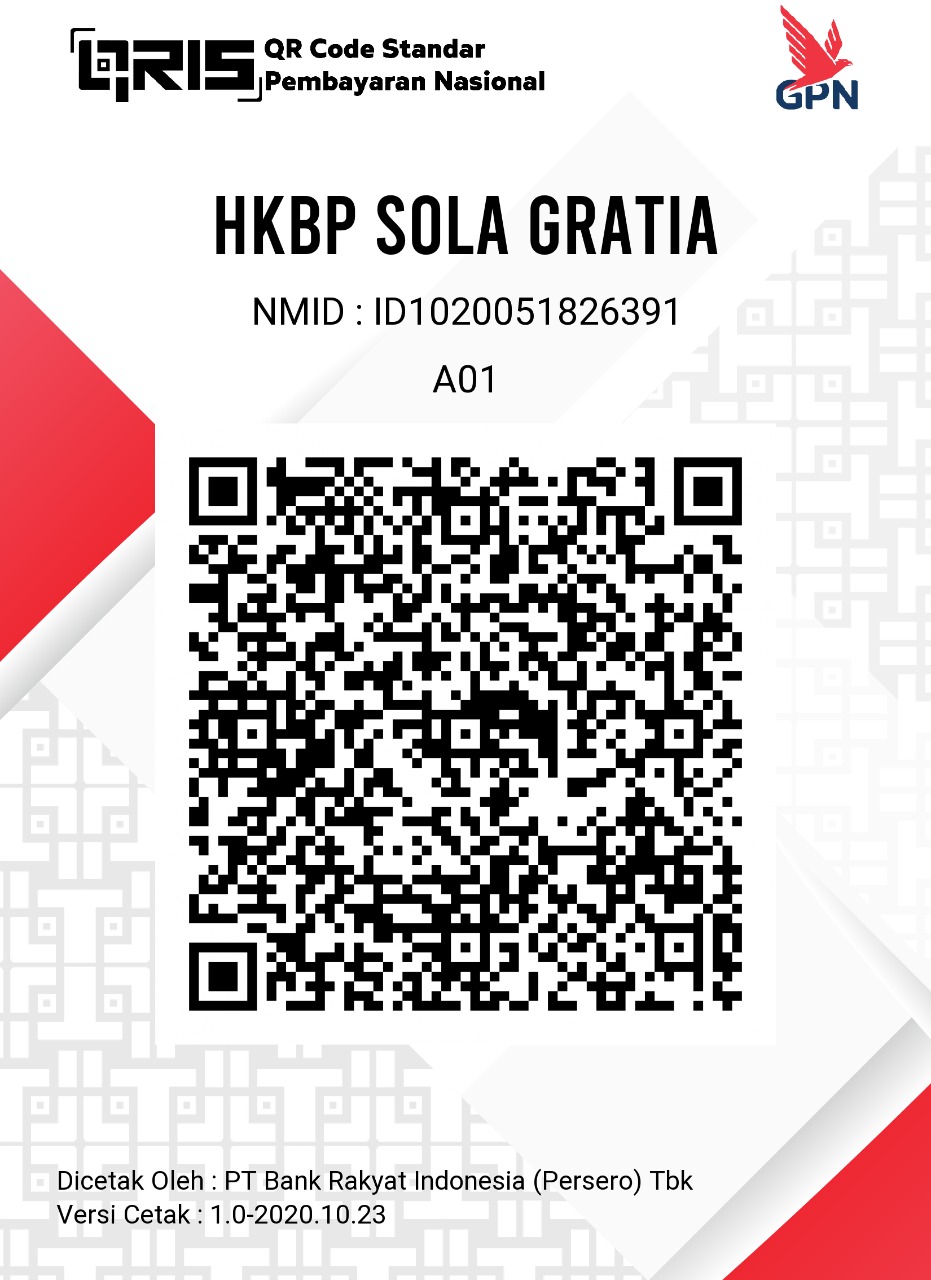 QRIS QR Code Standar
Pembayaran Nasional
GPN
HKBP SOLA GRATIA
NMID : ID1020051826391
A01
Dicetak Oleh : PT Bank Rakyat Indonesia (Persero) Tbk
Versi Cetak : 1.0-2020.10.23